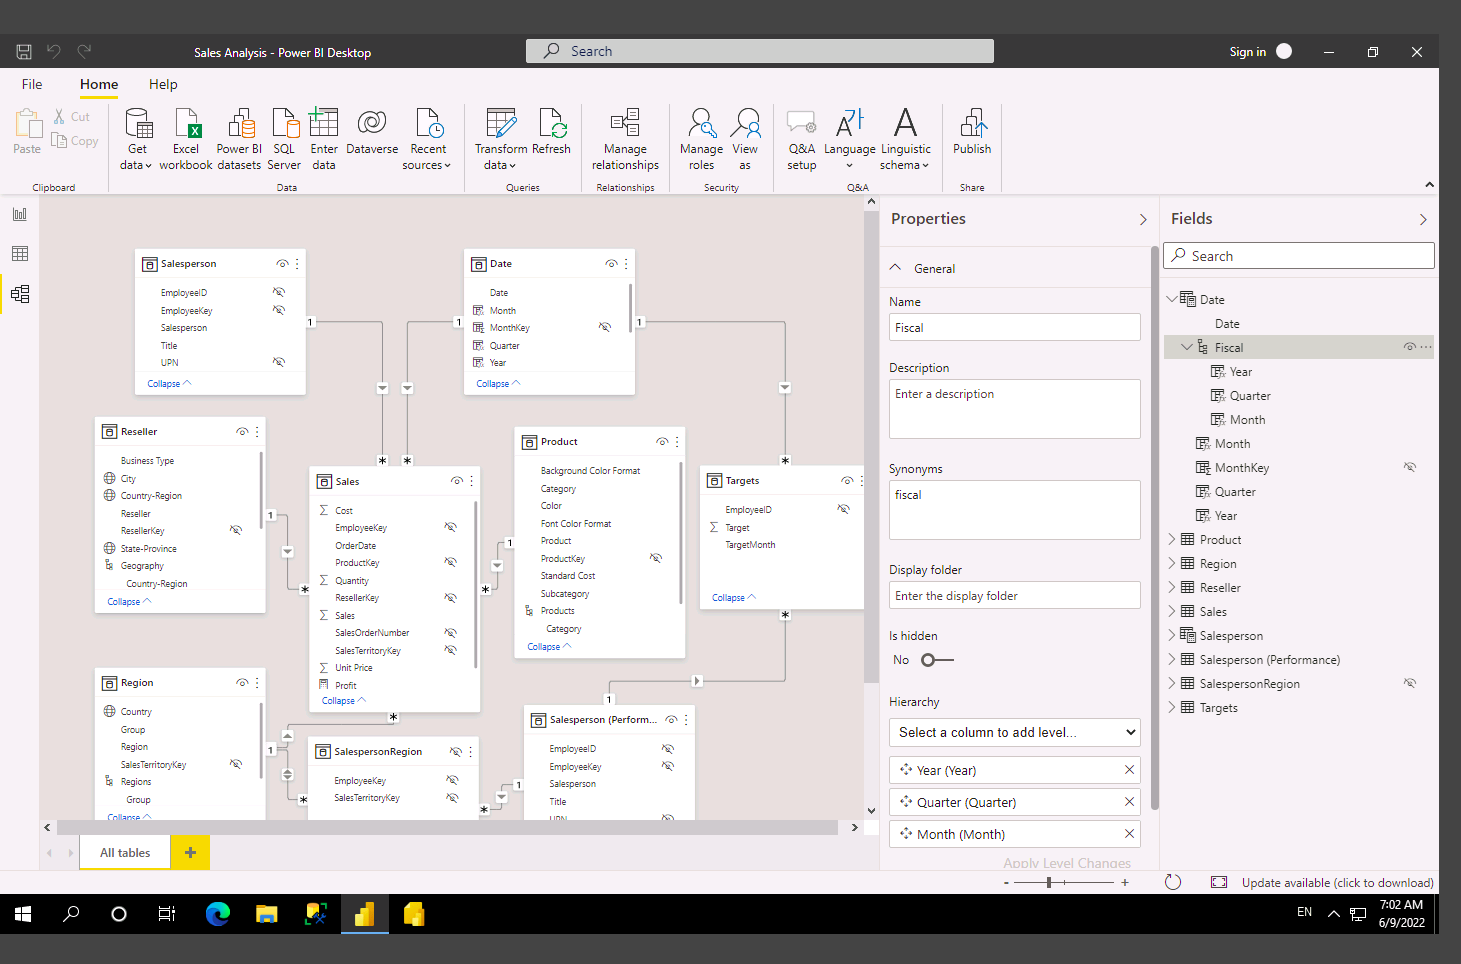 Sales Analysis - Power BI Desktop
Search
Sign in
File
Home
Help
Paste
Cut
Copy
Get data
Excel workbook
Power BI datasets
SQL Server
Enter data
Dataverse
Recent sources
Transform data
Refresh
Manage relationships
Manage roles
View as
Q&A setup
Language
Linguistic schema
Publish
Clipboard
Data
Queries
Relationships
Security
Q&A
Share
Salesperson
EmployeeID
EmployeeKey
Salesperson
Title
UPN
Collapse
1
Date
Date
Month
MonthKey
Quarter
Year
Collapse
1
1
Reseller
Business Type
City
Country-Region
Reseller
ResellerKey
State-Province
Geography
Country-Region
Collapse
1
*
*
Sales
Cost
EmployeeKey
OrderDate
ProductKey
Quantity
ResellerKey
Sales
SalesOrderNumber
SalesTerritoryKey
Unit Price
Profit
Collapse
*
*
*
Product
Background Color Format
Category
Color
Font Color Format
Product
ProductKey
Standard Cost
Subcategory
Products
Category
Collapse
1
*
Targets
EmployeeID
Target
TargetMonth
Collapse
*
Region
Country
Group
Region
SalesTerritoryKey
Regions
Group
Collapse
1
SalespersonRegion
EmployeeKey
SalesTerritoryKey
*
*
1
1
Salesperson (Perform...
EmployeeID
EmployeeKey
Salesperson
Title
UPN
All tables
+
Properties
General
Name
Fiscal
Description
Enter a description
Synonyms
fiscal
Display folder
Enter the display folder
Is hidden
No
Hierarchy
Select a column to add level...
Year (Year)
Quarter (Quarter)
Month (Month)
Apply Level Changes
Fields
Search
Date
Date
Fiscal
Year
Quarter
Month
Month
MonthKey
Quarter
Year
Product
Region
Reseller
Sales
Salesperson
Salesperson (Performance)
SalespersonRegion
Targets
- +
Update available (click to download)
EN
7:02 AM
6/9/2022